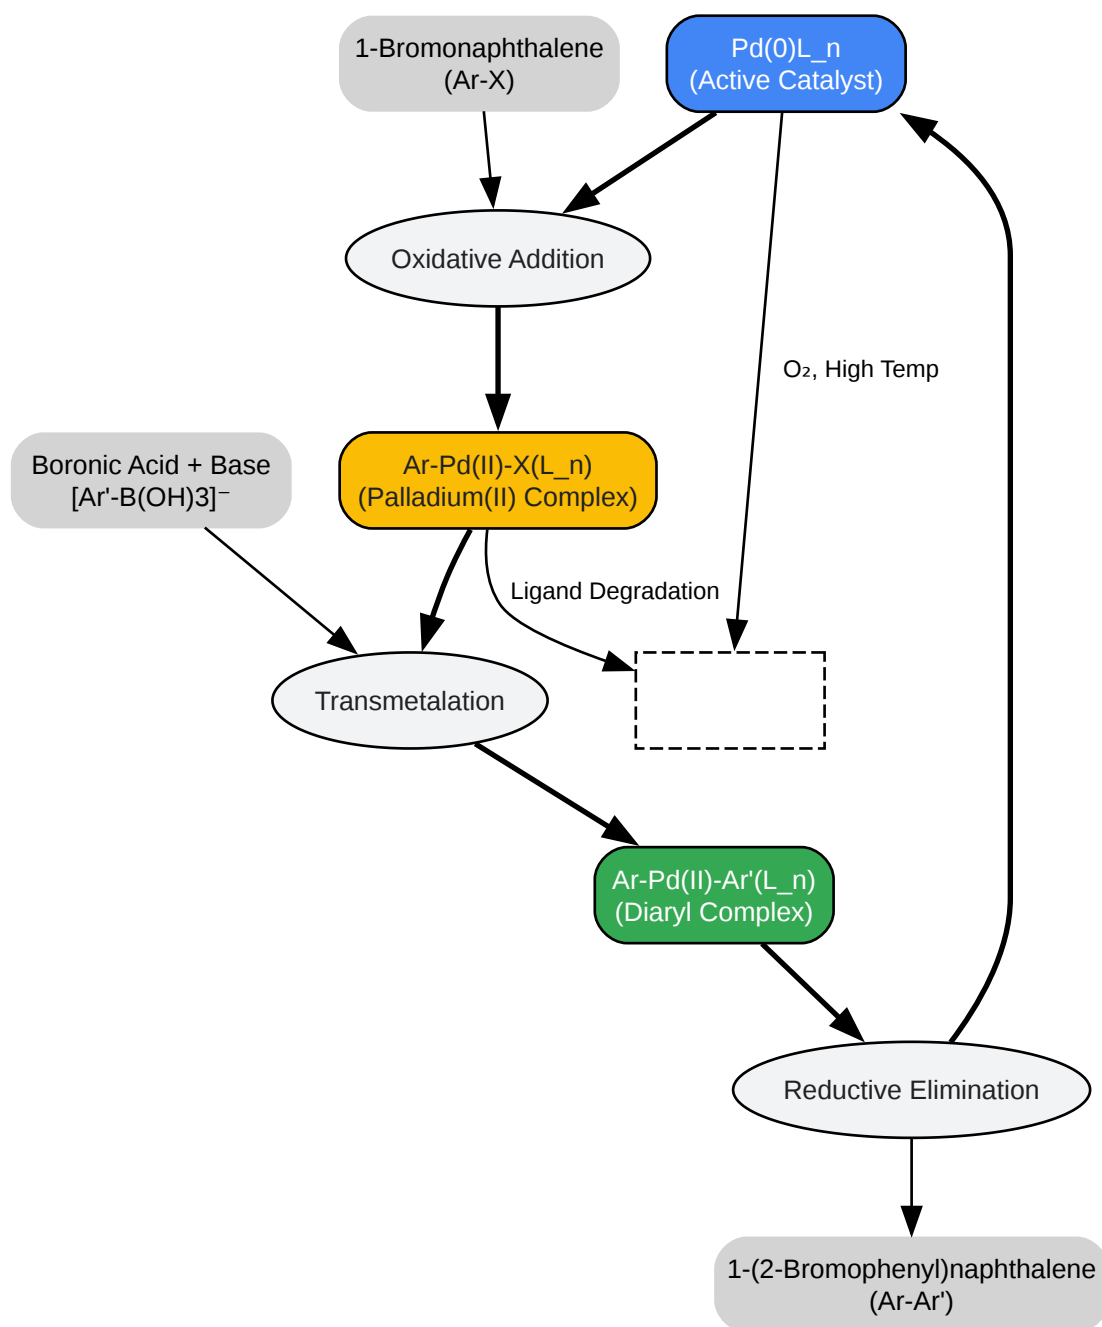 1-Bromonaphthalene
(Ar-X)
Pd(0)L_n
(Active Catalyst)
Oxidative Addition
O₂, High Temp
Boronic Acid + Base
[Ar'-B(OH)3]⁻
Ar-Pd(II)-X(L_n)
(Palladium(II) Complex)
Ligand Degradation
Transmetalation
Ar-Pd(II)-Ar'(L_n)
(Diaryl Complex)
Reductive Elimination
1-(2-Bromophenyl)naphthalene
(Ar-Ar')